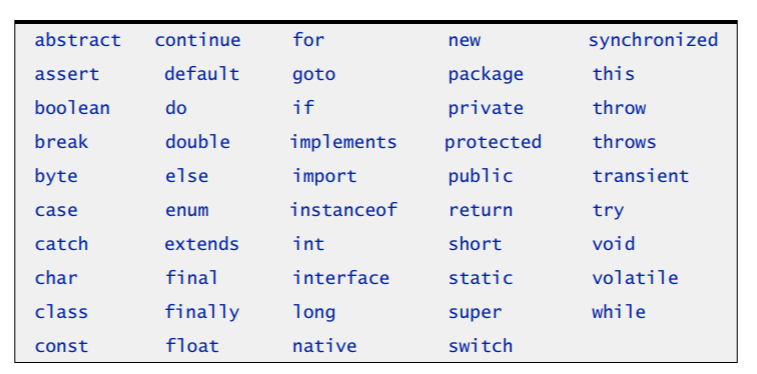 abstract continue for new synchronized
assert default goto package this
boolean do if private throw
break double implements protected throws
byte else import public transient
case enum instanceof return try
catch extends int short void
char final interface static volatile
class finally long super while
const float native switch